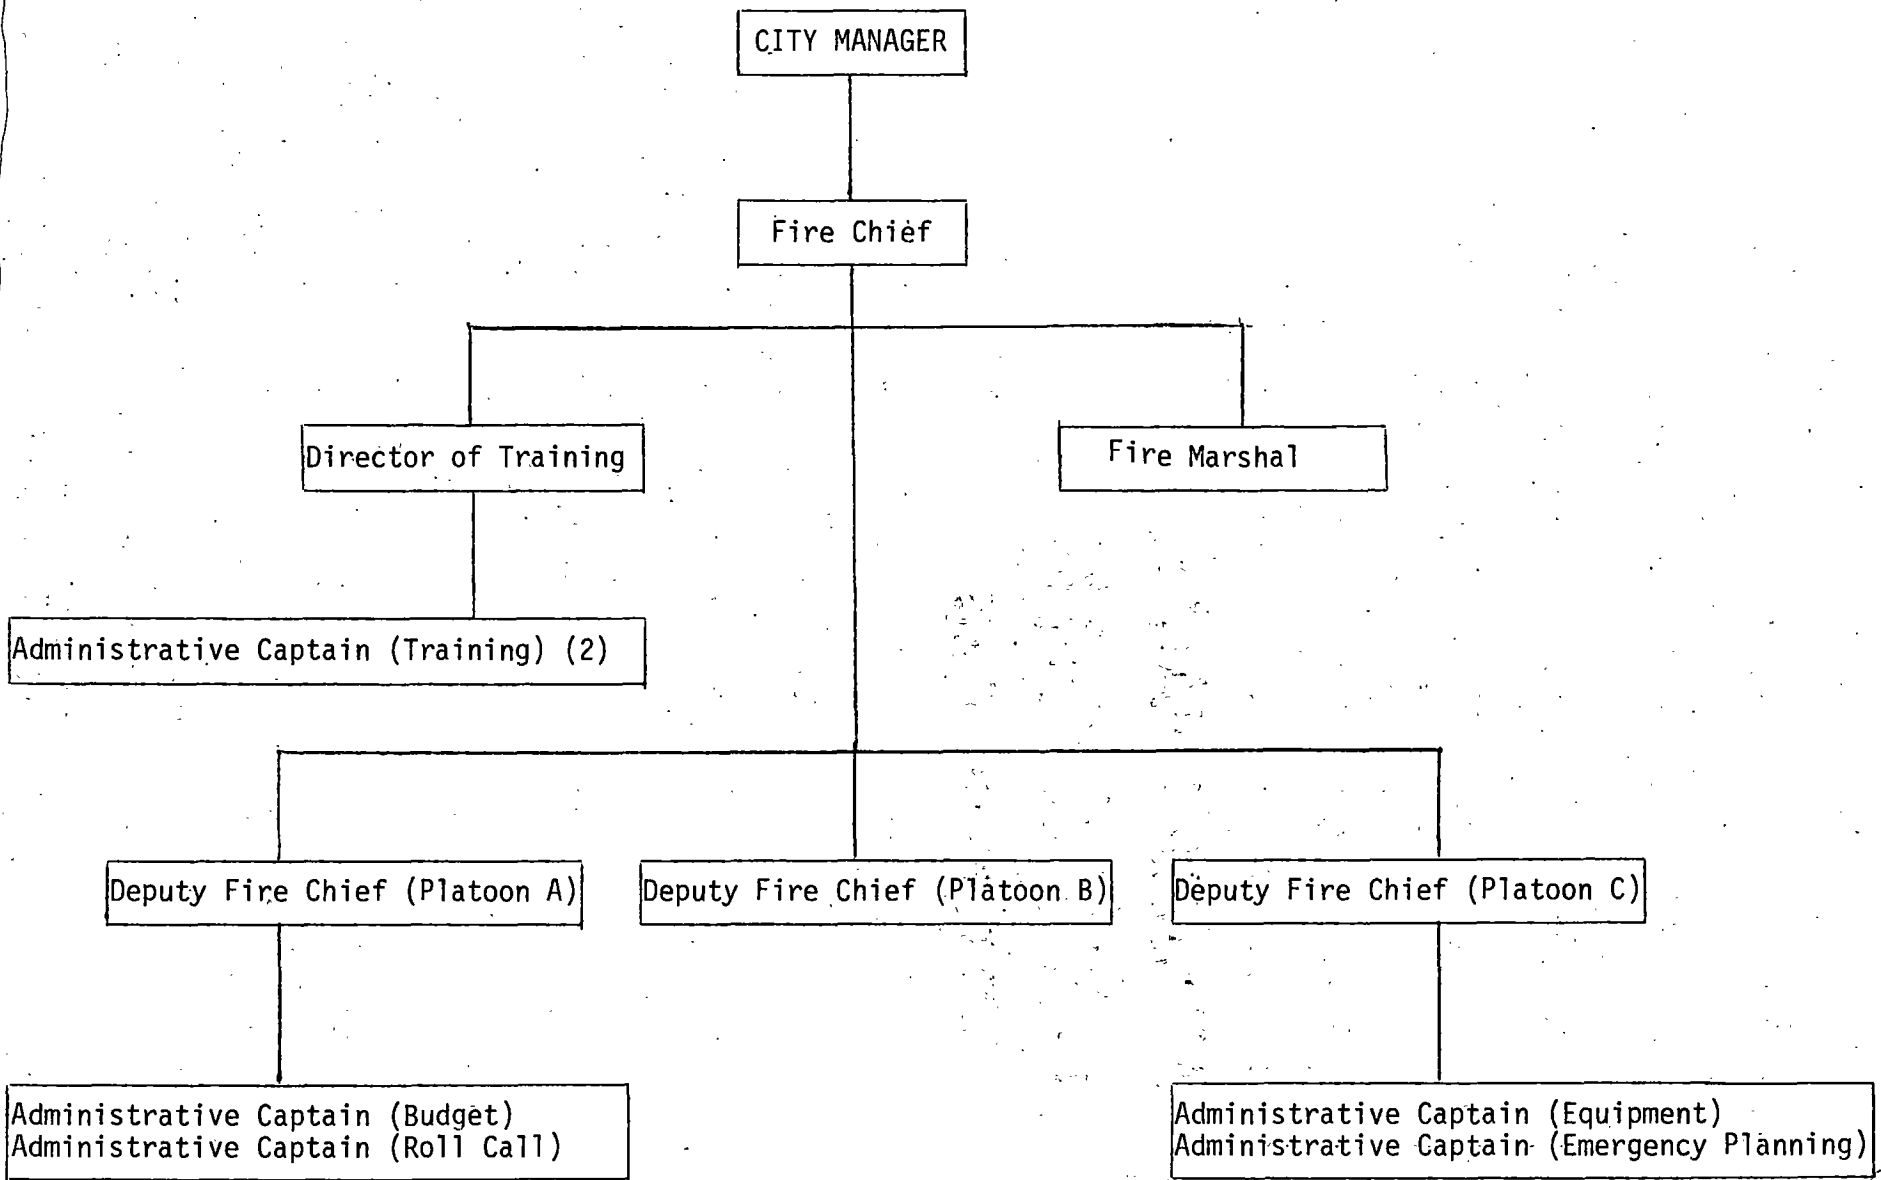 CITY MANAGER
Fire Chief
Director of Training
Fire Marshal
Administrative Captain (Training) (2)
Deputy Fire Chief (Platoon A)
Deputy Fire Chief (Platoon B)
Deputy Fire Chief (Platoon C)
Administrative Captain (Budget)
Administrative Captain (Roll Call)
Administrative Captain (Equipment)
Administrative Captain (Emergency Planning)